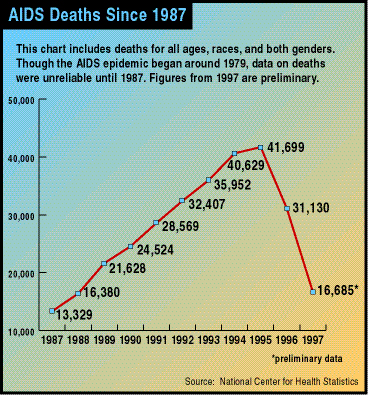 AIDS Deaths Since 1987
This chart includes deaths for all ages, races, and both genders.
Though the AIDS epidemic began around 1979, data on deaths
were unreliable until 1987. Figures from 1997 are preliminary.
50,000
40,000
30,000
20,000
10,000
13,329
16,380
21,628
24,524
28,569
32,407
35,952
40,629
41,699
31,130
16,685*
1987 1988 1989 1990 1991 1992 1993 1994 1995 1996 1997
*preliminary data
Source: National Center for Health Statistics